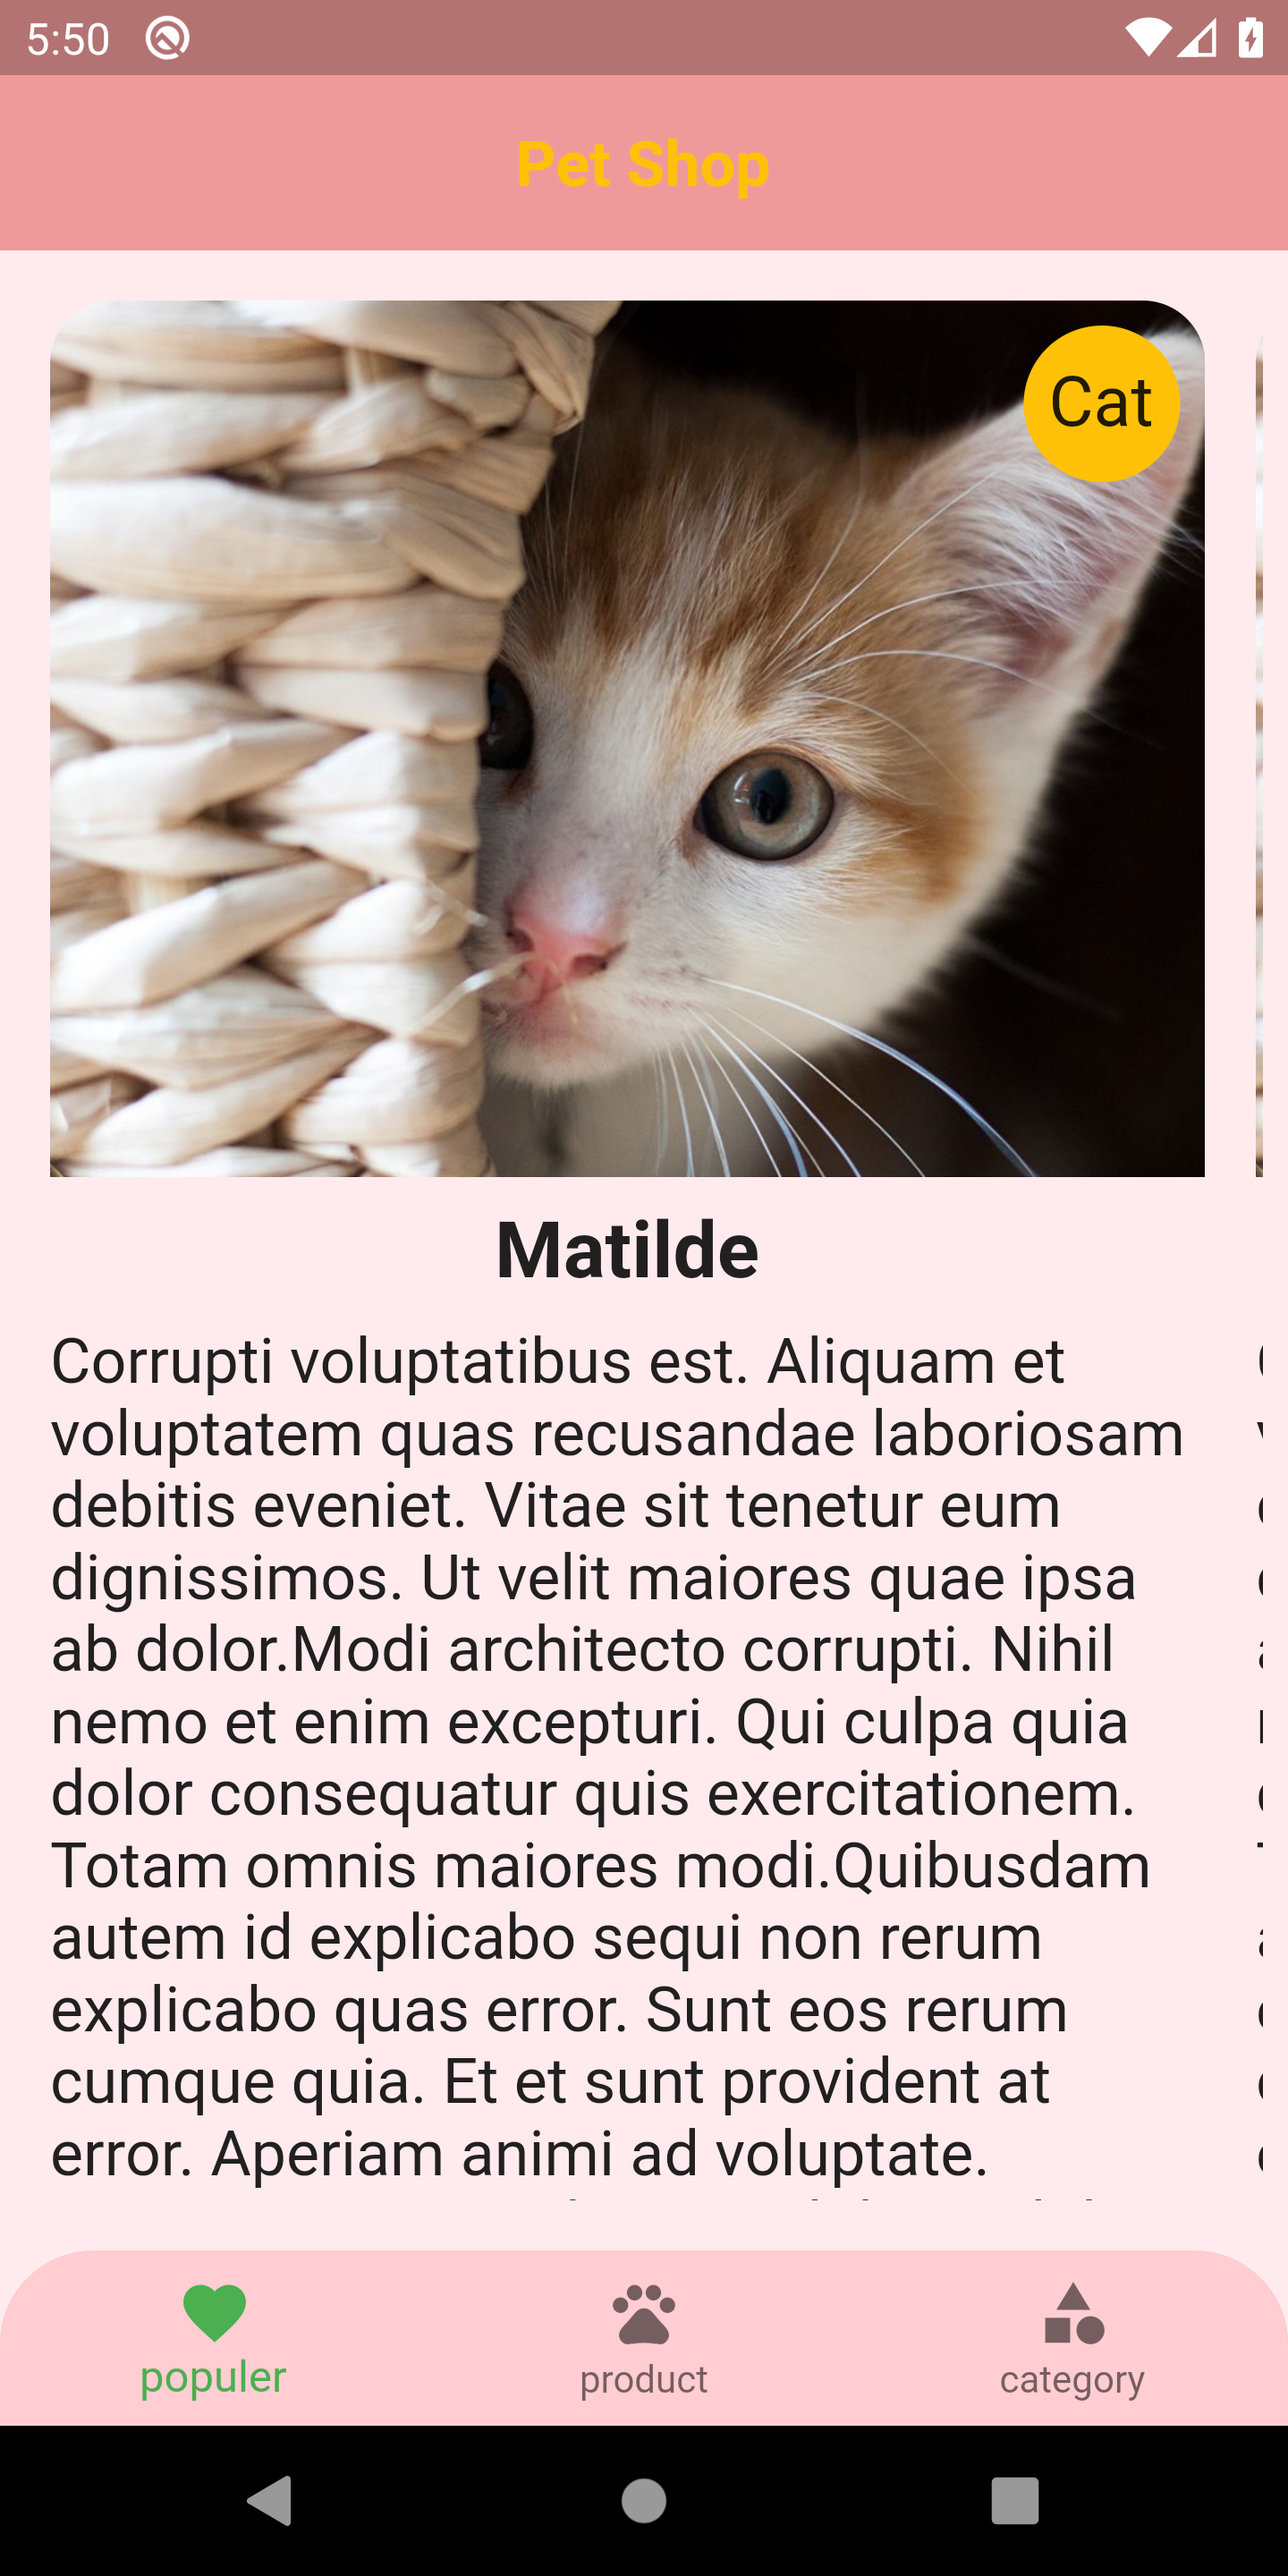 5:50
Pet Shop
Cat
Matilde
Corrupti voluptatibus est. Aliquam et
voluptatem quas recusandae laboriosam
debitis eveniet. Vitae sit tenetur eum
dignissimos. Ut velit maiores quae ipsa
ab dolor.Modi architecto corrupti. Nihil
nemo et enim excepturi. Qui culpa quia
dolor consequatur quis exercitationem.
Totam omnis maiores modi.Quibusdam
autem id explicabo sequi non rerum
explicabo quas error. Sunt eos rerum
cumque quia. Et et sunt provident at
error. Aperiam animi ad voluptate.
populer
product
category